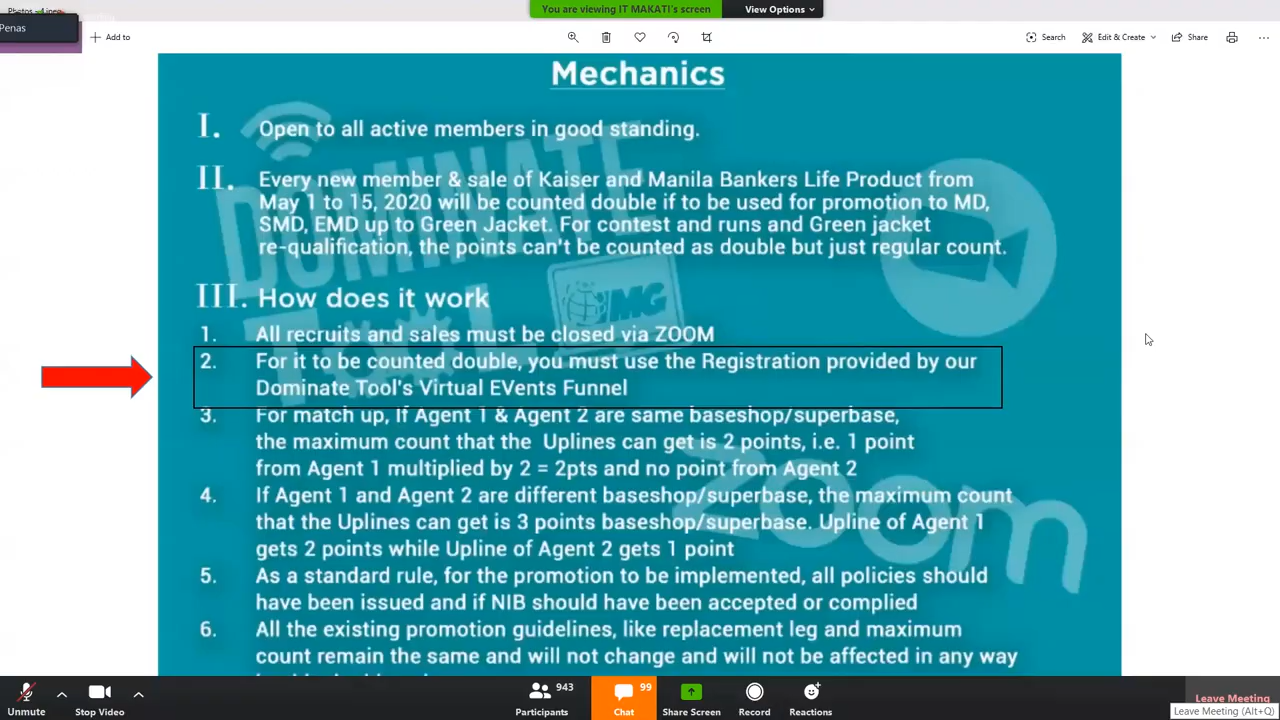 Photos - 4.jpeg
You are viewing IT MAKATI's screen
View Options
Penas
Add to
Search
Edit & Create
Share
Mechanics
I. Open to all active members in good standing.
II. Every new member & sale of Kaiser and Manila Bankers Life Product from
May 1 to 15, 2020 will be counted double if to be used for promotion to MD,
SMD, EMD up to Green Jacket. For contest and runs and Green jacket
re-qualification, the points can't be counted as double but just regular count.
III. How does it work
1. All recruits and sales must be closed via ZOOM
2. For it to be counted double, you must use the Registration provided by our
Dominate Tool's Virtual EVents Funnel
3. For match up, If Agent 1 & Agent 2 are same baseshop/superbase,
the maximum count that the Uplines can get is 2 points, i.e. 1 point
from Agent 1 multiplied by 2 = 2pts and no point from Agent 2
4. If Agent 1 and Agent 2 are different baseshop/superbase, the maximum count
that the Uplines can get is 3 points baseshop/superbase. Upline of Agent 1
gets 2 points while Upline of Agent 2 gets 1 point
5. As a standard rule, for the promotion to be implemented, all policies should
have been issued and if NIB should have been accepted or complied
6. All the existing promotion guidelines, like replacement leg and maximum
count remain the same and will not change and will not be affected in any way
DOMINATE
TOOL
IMG
zoom
Unmute
Stop Video
943
Participants
99
Chat
Share Screen
Record
Reactions
Leave Meeting
Leave Meeting (Alt+Q)